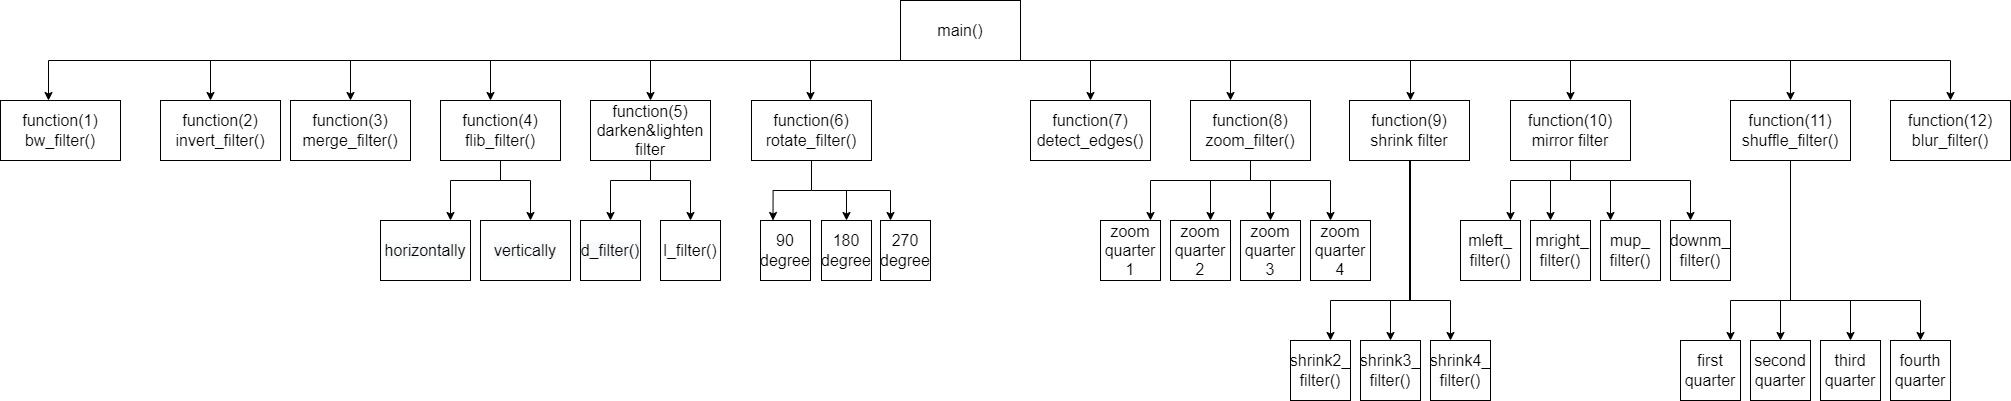 main()
function(1)
bw_filter()
function(2)
invert_filter()
function(3)
merge_filter()
function(4)
flib_filter()
function(5)
darken&lighten
filter
function(6)
rotate_filter()
function(7)
detect_edges()
function(8)
zoom_filter()
function(9)
shrink filter
function(10)
mirror filter
function(11)
shuffle_filter()
function(12)
blur_filter()
horizontally
vertically
d_filter()
l_filter()
90
degree
180
degree
270
degree
zoom
quarter
1
zoom
quarter
2
zoom
quarter
3
zoom
quarter
4
mleft_
filter()
mright_
filter()
mup_
filter()
downm_
filter()
shrink2_
filter()
shrink3_
filter()
shrink4_
filter()
first
quarter
second
quarter
third
quarter
fourth
quarter